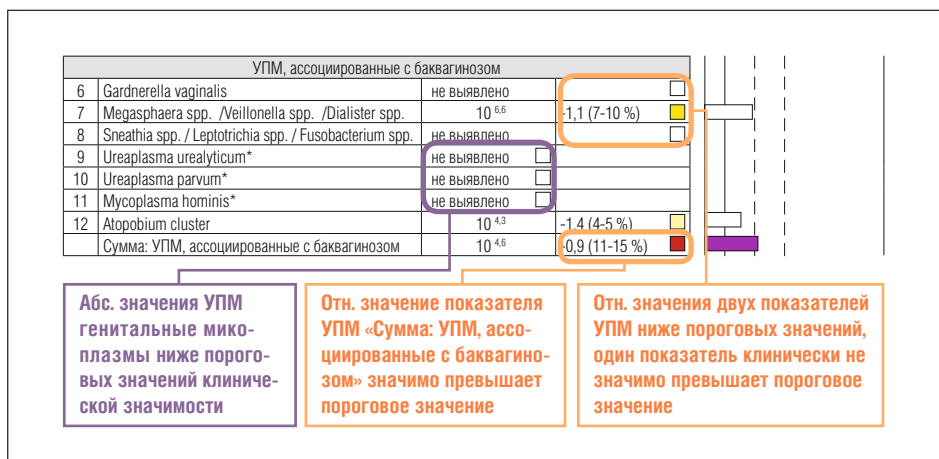 УПМ, ассоциированные с баквагинозом
6 Gardnerella vaginalis не выявлено
7 Megasphaera spp. /Veillonella spp. /Dialister spp. 10 6,6 -1,1 (7-10 %)
8 Sneathia spp. / Leptotrichia spp. / Fusobacterium spp. не выявлено
9 Ureaplasma urealyticum* не выявлено
10 Ureaplasma parvum* не выявлено
11 Mycoplasma hominis* не выявлено
12 Atopobium cluster 10 4,3 -1,4 (4-5 %)
Сумма: УПМ, ассоциированные с баквагинозом 10 4,6 -0,9 (11-15 %)
Абс. значения УПМ
генитальные мико-
плазмы ниже порого-
вых значений клиниче-
ской значимости
Отн. значение показателя
УПМ «Сумма: УПМ, ассо-
циированные с баквагино-
зом» значимо превышает
пороговое значение
Отн. значения двух показателей
УПМ ниже пороговых значений,
один показатель клинически не
значимо превышает пороговое
значение